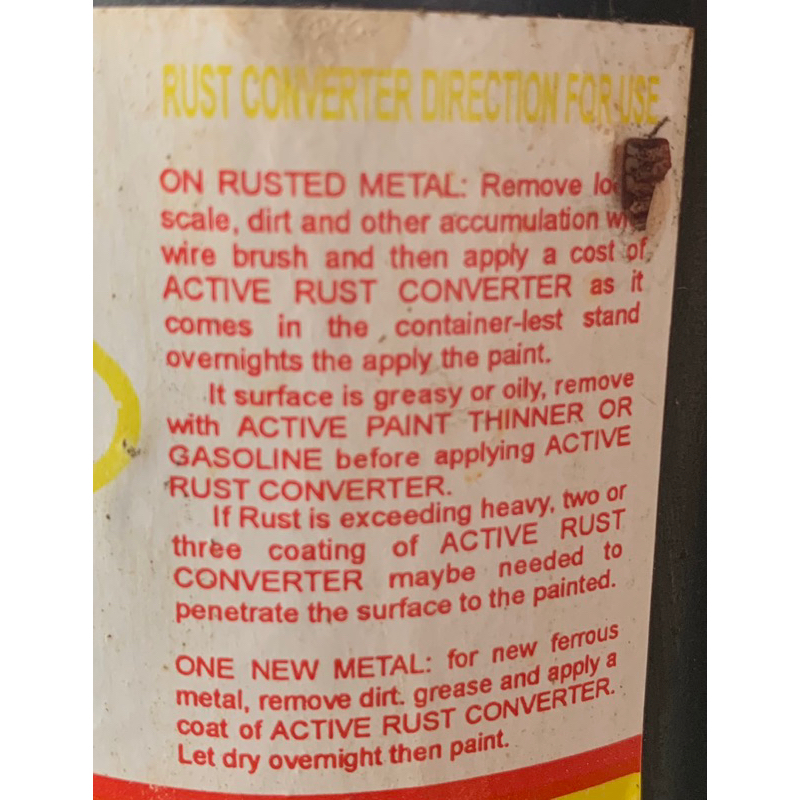 RUST CONVERTER DIRECTION FOR USE
ON RUSTED METAL: Remove
scale, dirt and other accumulation
wire brush and then apply a cost of
ACTIVE RUST CONVERTER as it
comes in the container-lest stand
overnights the apply the paint.
It surface is greasy or oily, remove
with ACTIVE PAINT THINNER OR
GASOLINE before applying ACTIVE
RUST CONVERTER.
If Rust is exceeding heavy, two or
three coating of ACTIVE RUST
CONVERTER maybe needed to
penetrate the surface to the painted.
ONE NEW METAL: for new ferrous
metal, remove dirt. grease and apply a
coat of ACTIVE RUST CONVERTER.
Let dry overnight then paint.